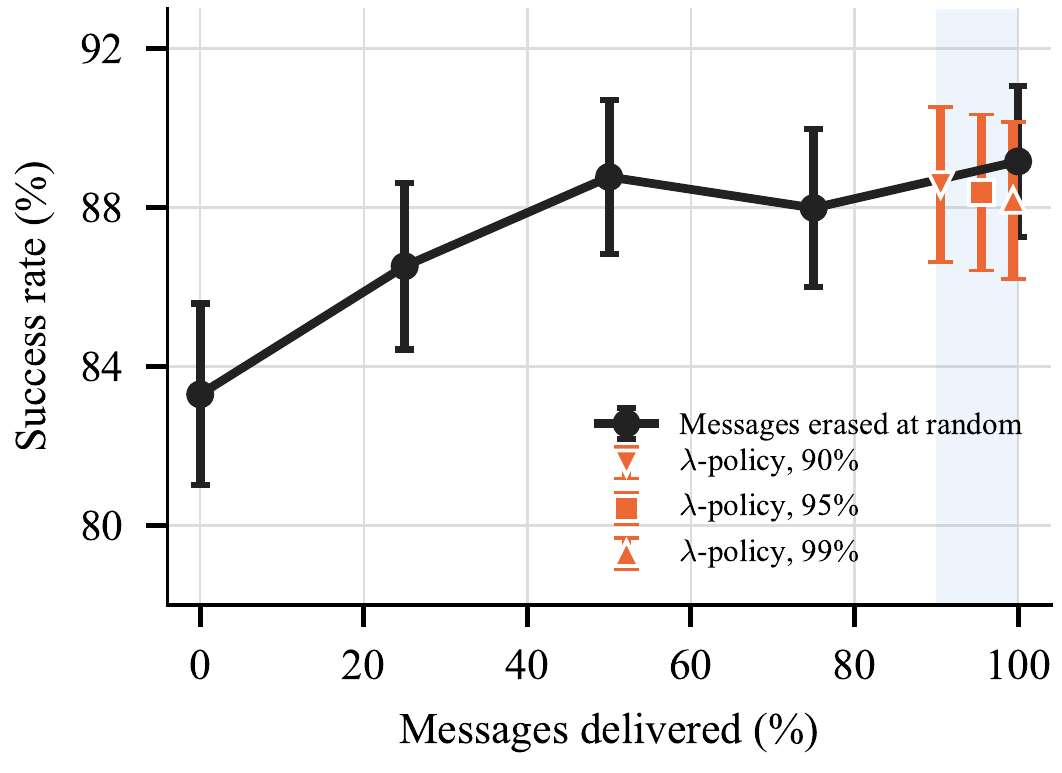 92
88
84
80
Success rate (%)
Messages erased at random
λ-policy, 90%
λ-policy, 95%
λ-policy, 99%
0 20 40 60 80 100
Messages delivered (%)